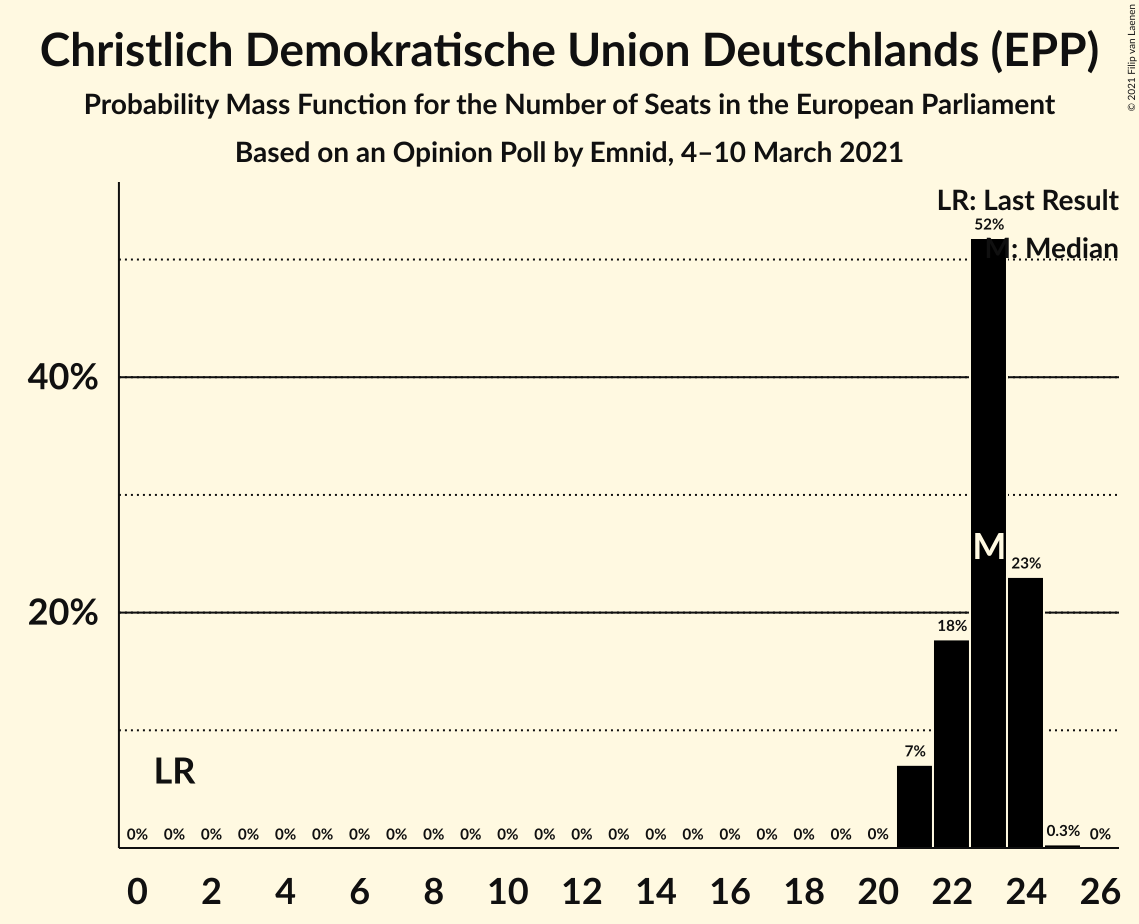 Christlich Demokratische Union Deutschlands (EPP)
Probability Mass Function for the Number of Seats in the European Parliament
Based on an Opinion Poll by Emnid, 4–10 March 2021
© 2021 Filip van Laenen
LR: Last Result
52%
M: Median
40%
M
23%
20%
18%
7%
LR
0% 0% 0% 0% 0% 0% 0% 0% 0% 0% 0% 0% 0% 0% 0% 0% 0% 0% 0% 0% 0% 0.3% 0%
0 2 4 6 8 10 12 14 16 18 20 22 24 26